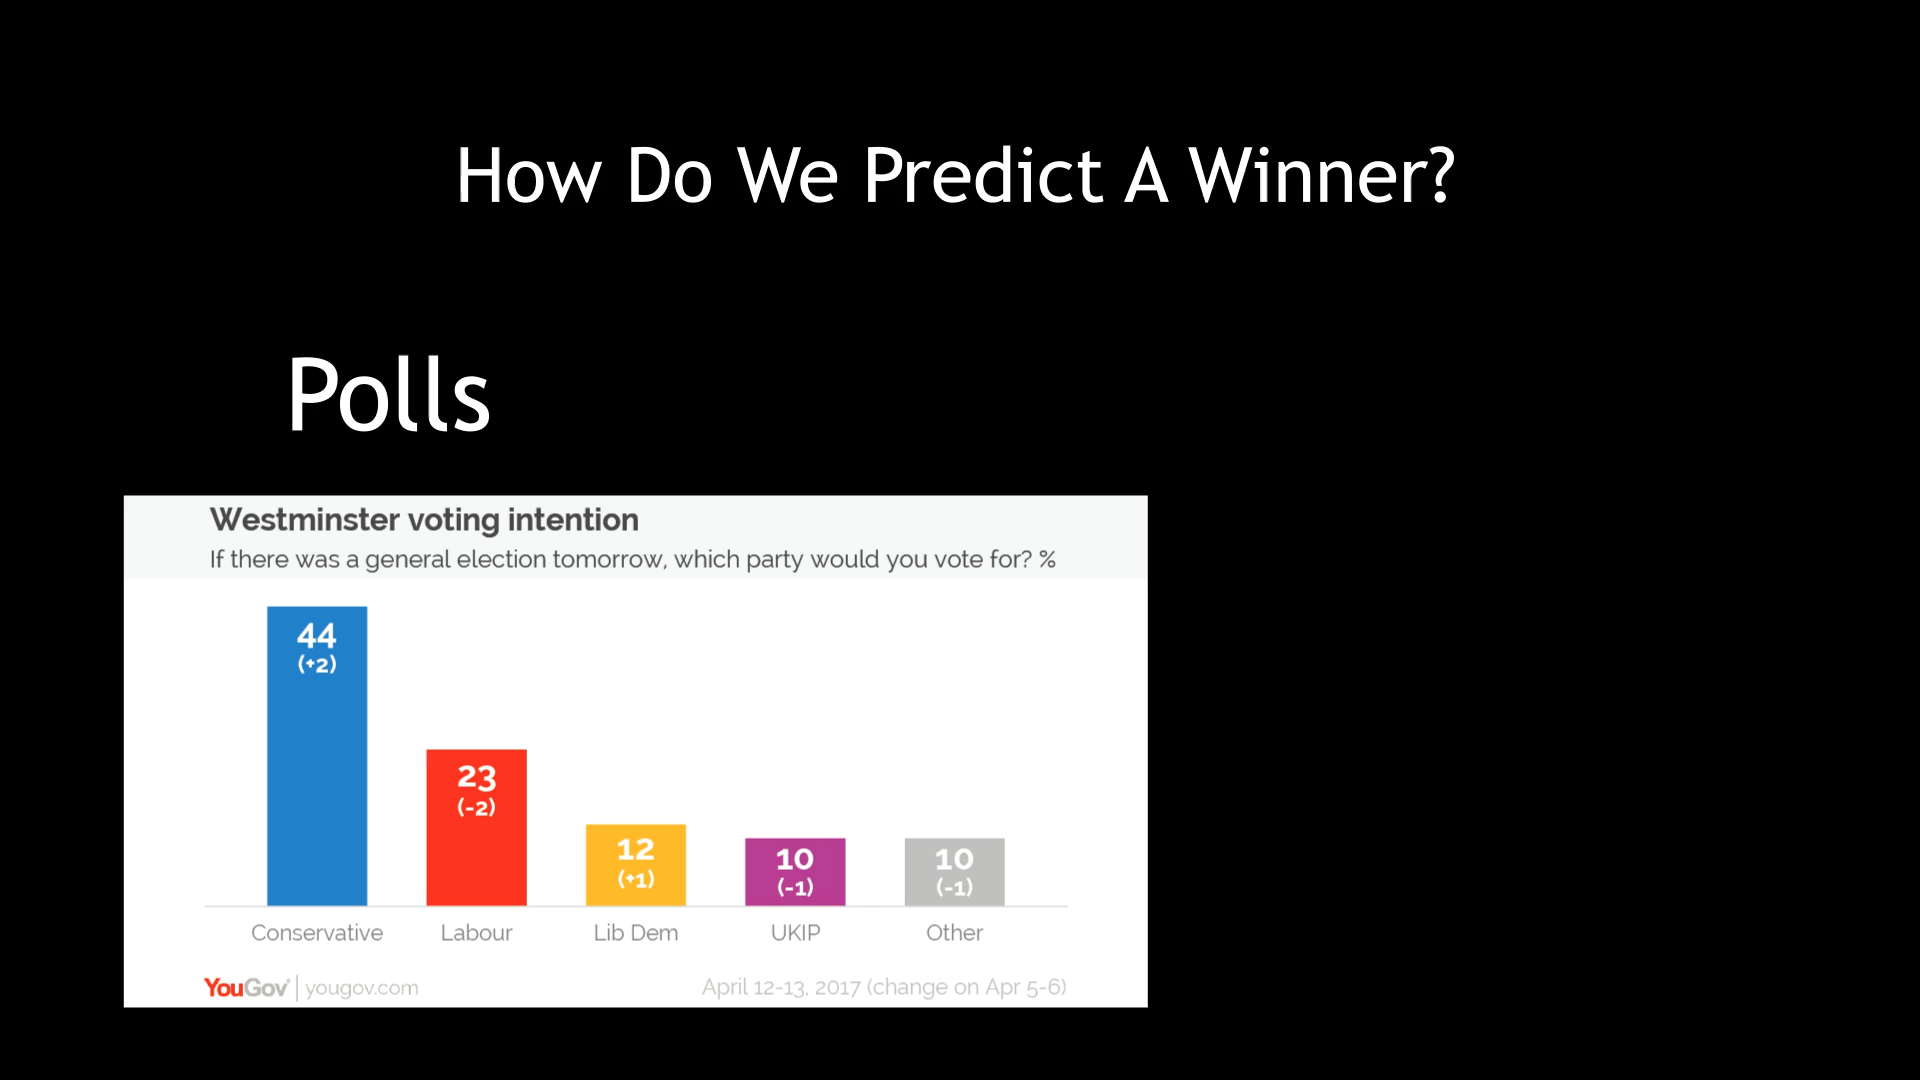 How Do We Predict A Winner?
Polls
Westminster voting intention
If there was a general election tomorrow, which party would you vote for? %
44
(+2)
23
(-2)
12
(+1)
10
(-1)
10
(-1)
Conservative Labour Lib Dem UKIP Other
YouGov | yougov.com April 12-13, 2017 (change on Apr 5-6)